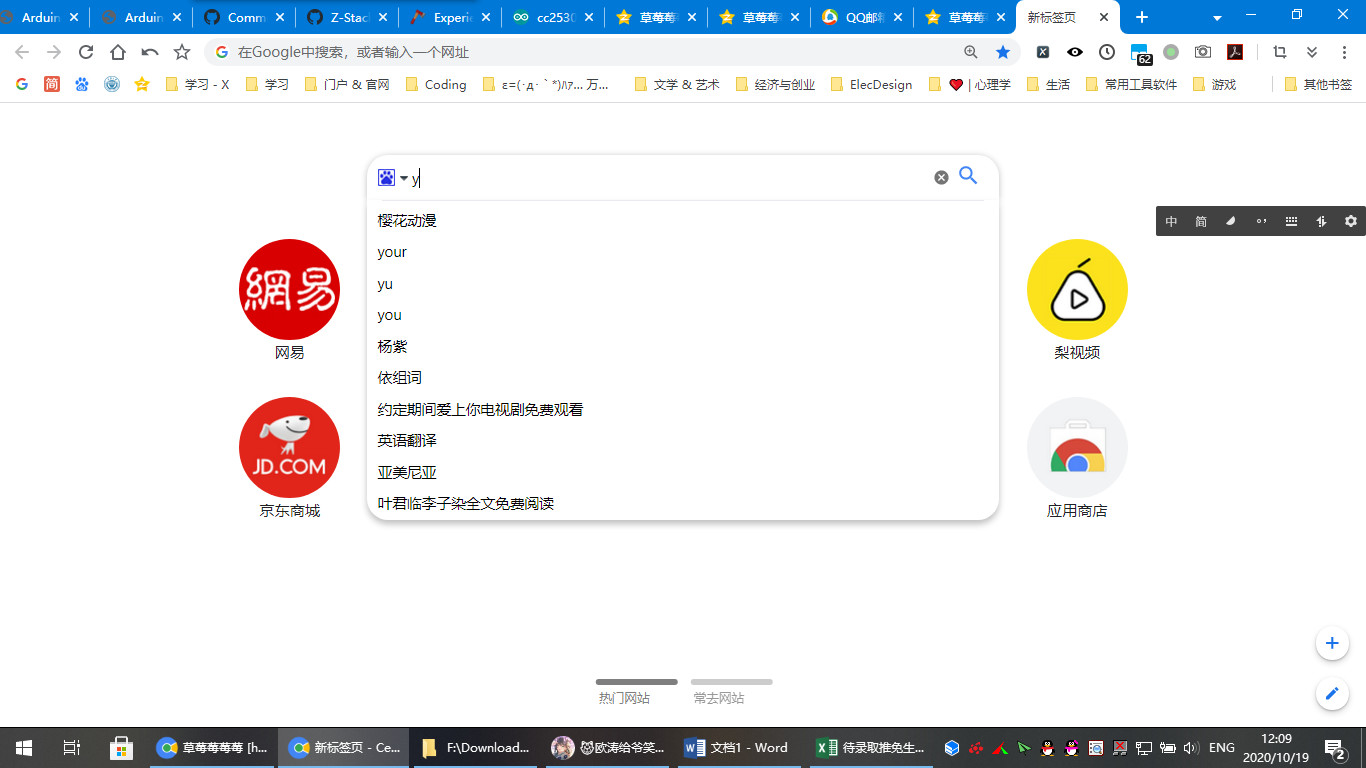 Arduin
Arduin
Comm
Z-Stac
Experie
cc2530
草莓莓
草莓莓
QQ邮箱
草莓莓
新标签页
在Google中搜索，或者输入一个网址
62
简
学习 - X
学习
门户 & 官网
Coding
文学 & 艺术
经济与创业
ElecDesign
| 心理学
生活
常用工具软件
游戏
其他书签
y
中 简
樱花动漫
your
yu
you
杨紫
依组词
约定期间爱上你电视剧免费观看
英语翻译
亚美尼亚
叶君临李子染全文免费阅读
網易
网易
梨视频
JD.COM
京东商城
应用商店
热门网站
常去网站
草莓莓莓莓 [h...
新标签页 - Ce...
F:\Download...
欧涛给爷笑...
文档1 - Word
待录取推免生...
ENG
12:09
2020/10/19
2